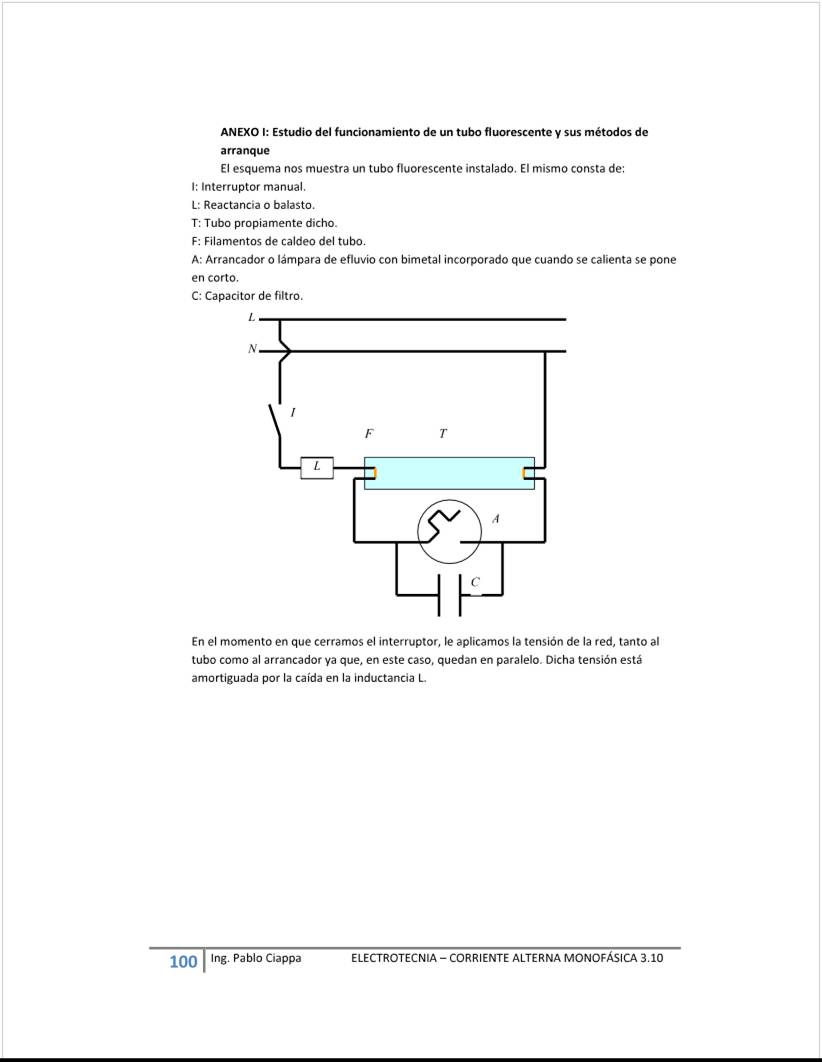 ANEXO I: Estudio del funcionamiento de un tubo fluorescente y sus métodos de
arranque
El esquema nos muestra un tubo fluorescente instalado. El mismo consta de:
I: Interruptor manual.
L: Reactancia o balasto.
T: Tubo propiamente dicho.
F: Filamentos de caldeo del tubo.
A: Arrancador o lámpara de efluvio con bimetal incorporado que cuando se calienta se pone
en corto.
C: Capacitor de filtro.
L
N
I
F
T
L
A
C
En el momento en que cerramos el interruptor, le aplicamos la tensión de la red, tanto al
tubo como al arrancador ya que, en este caso, quedan en paralelo. Dicha tensión está
amortiguada por la caída en la inductancia L.
100 Ing. Pablo Ciappa ELECTROTECNIA – CORRIENTE ALTERNA MONOFÁSICA 3.10